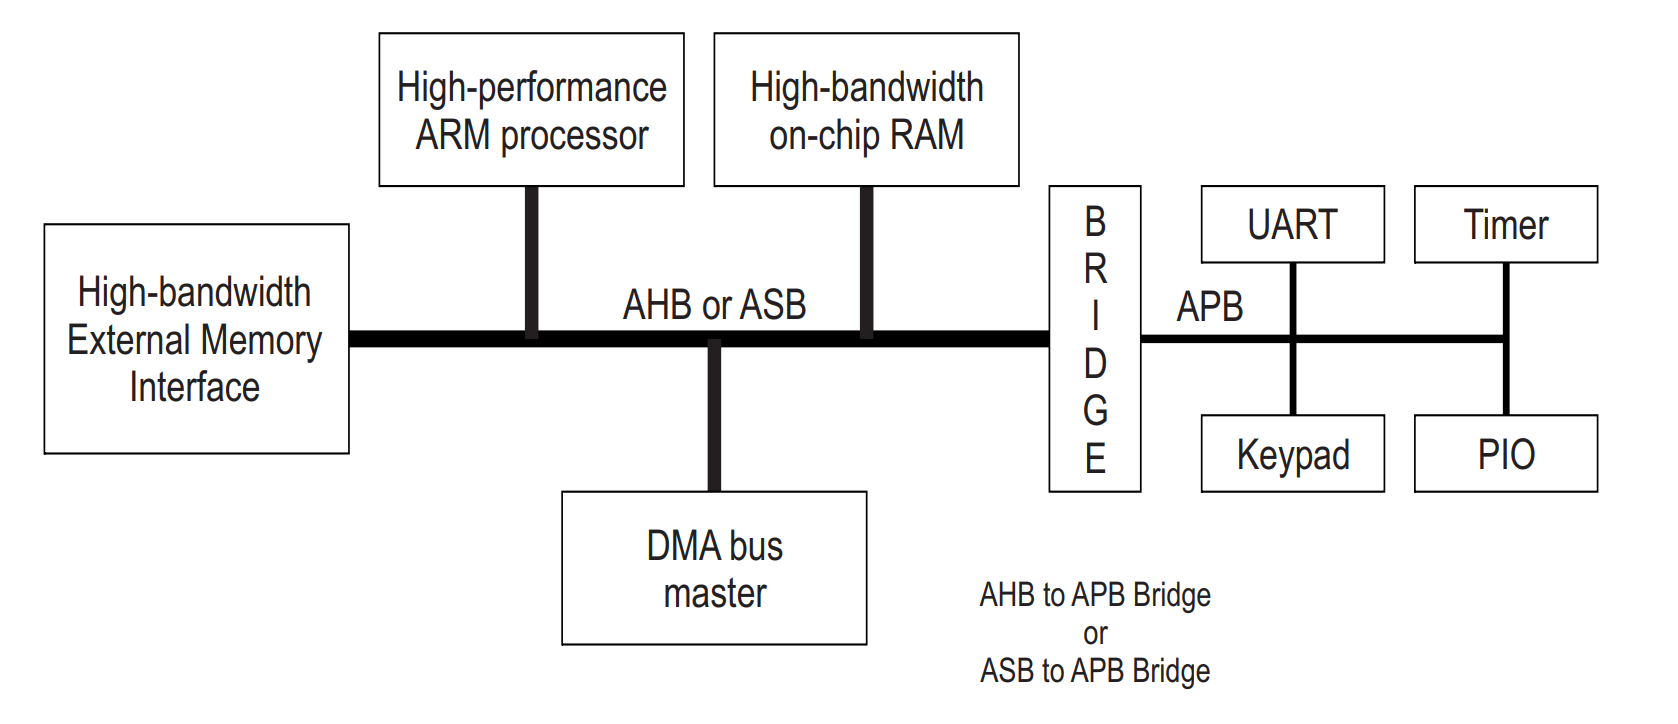 High-performance
ARM processor
High-bandwidth
on-chip RAM
High-bandwidth
External Memory
Interface
AHB or ASB
B
R
I
D
G
E
APB
UART
Timer
Keypad
PIO
DMA bus
master
AHB to APB Bridge
or
ASB to APB Bridge